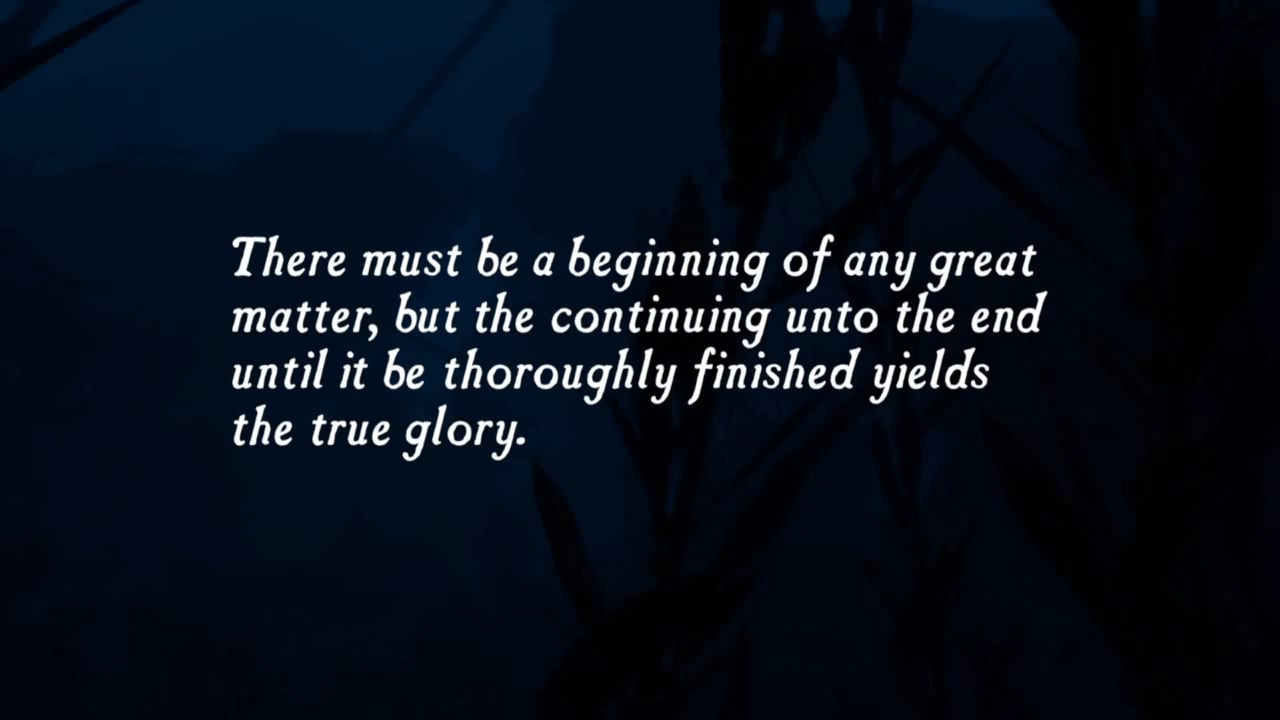 There must be a beginning of any great
matter, but the continuing unto the end
until it be thoroughly finished yields
the true glory.